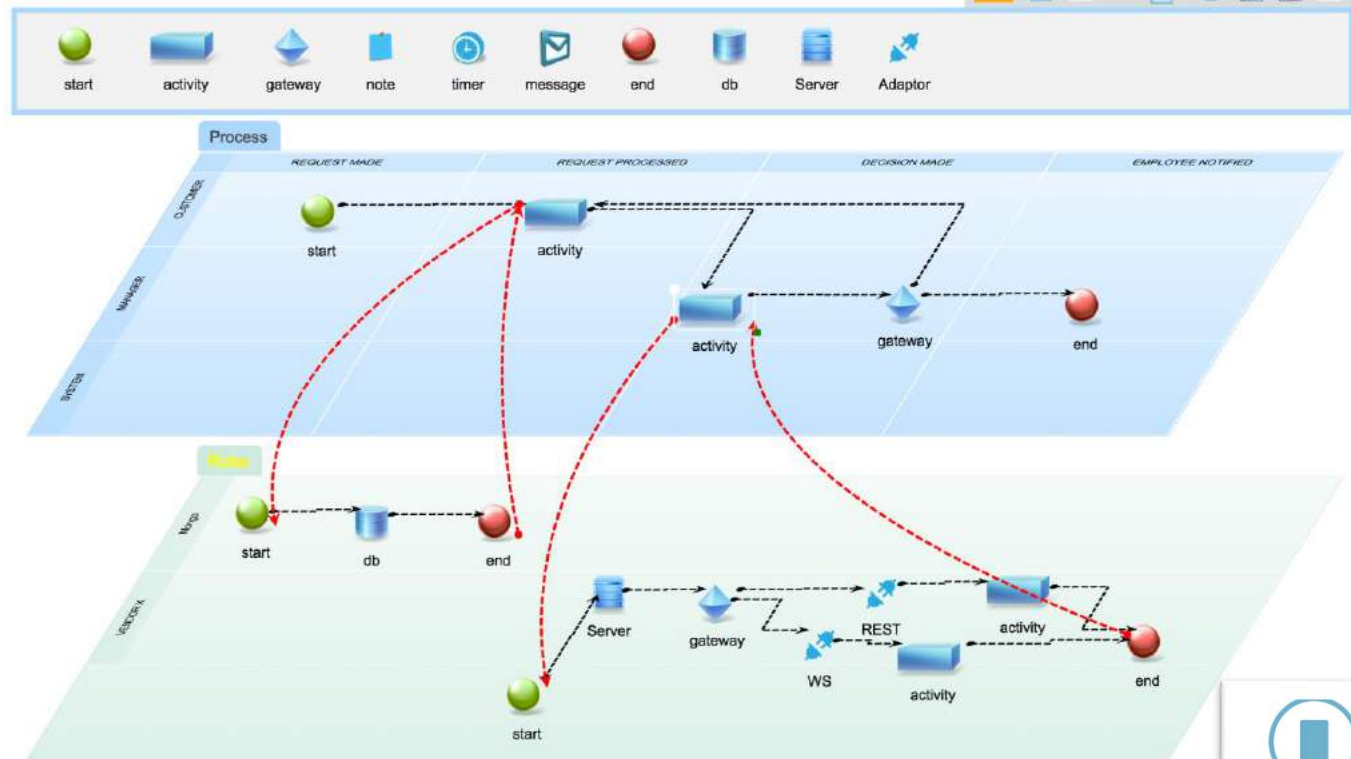 start activity gateway note timer message end db Server Adaptor
Process
REQUEST MADE REQUEST PROCESSED DECISION MADE EMPLOYEE NOTIFIED
CUSTOMER
start
activity
MANAGER
activity
gateway
end
SYSTEM
Mongo
start
db
end
VENDOR X
Server
gateway
REST
activity
WS
activity
end
start